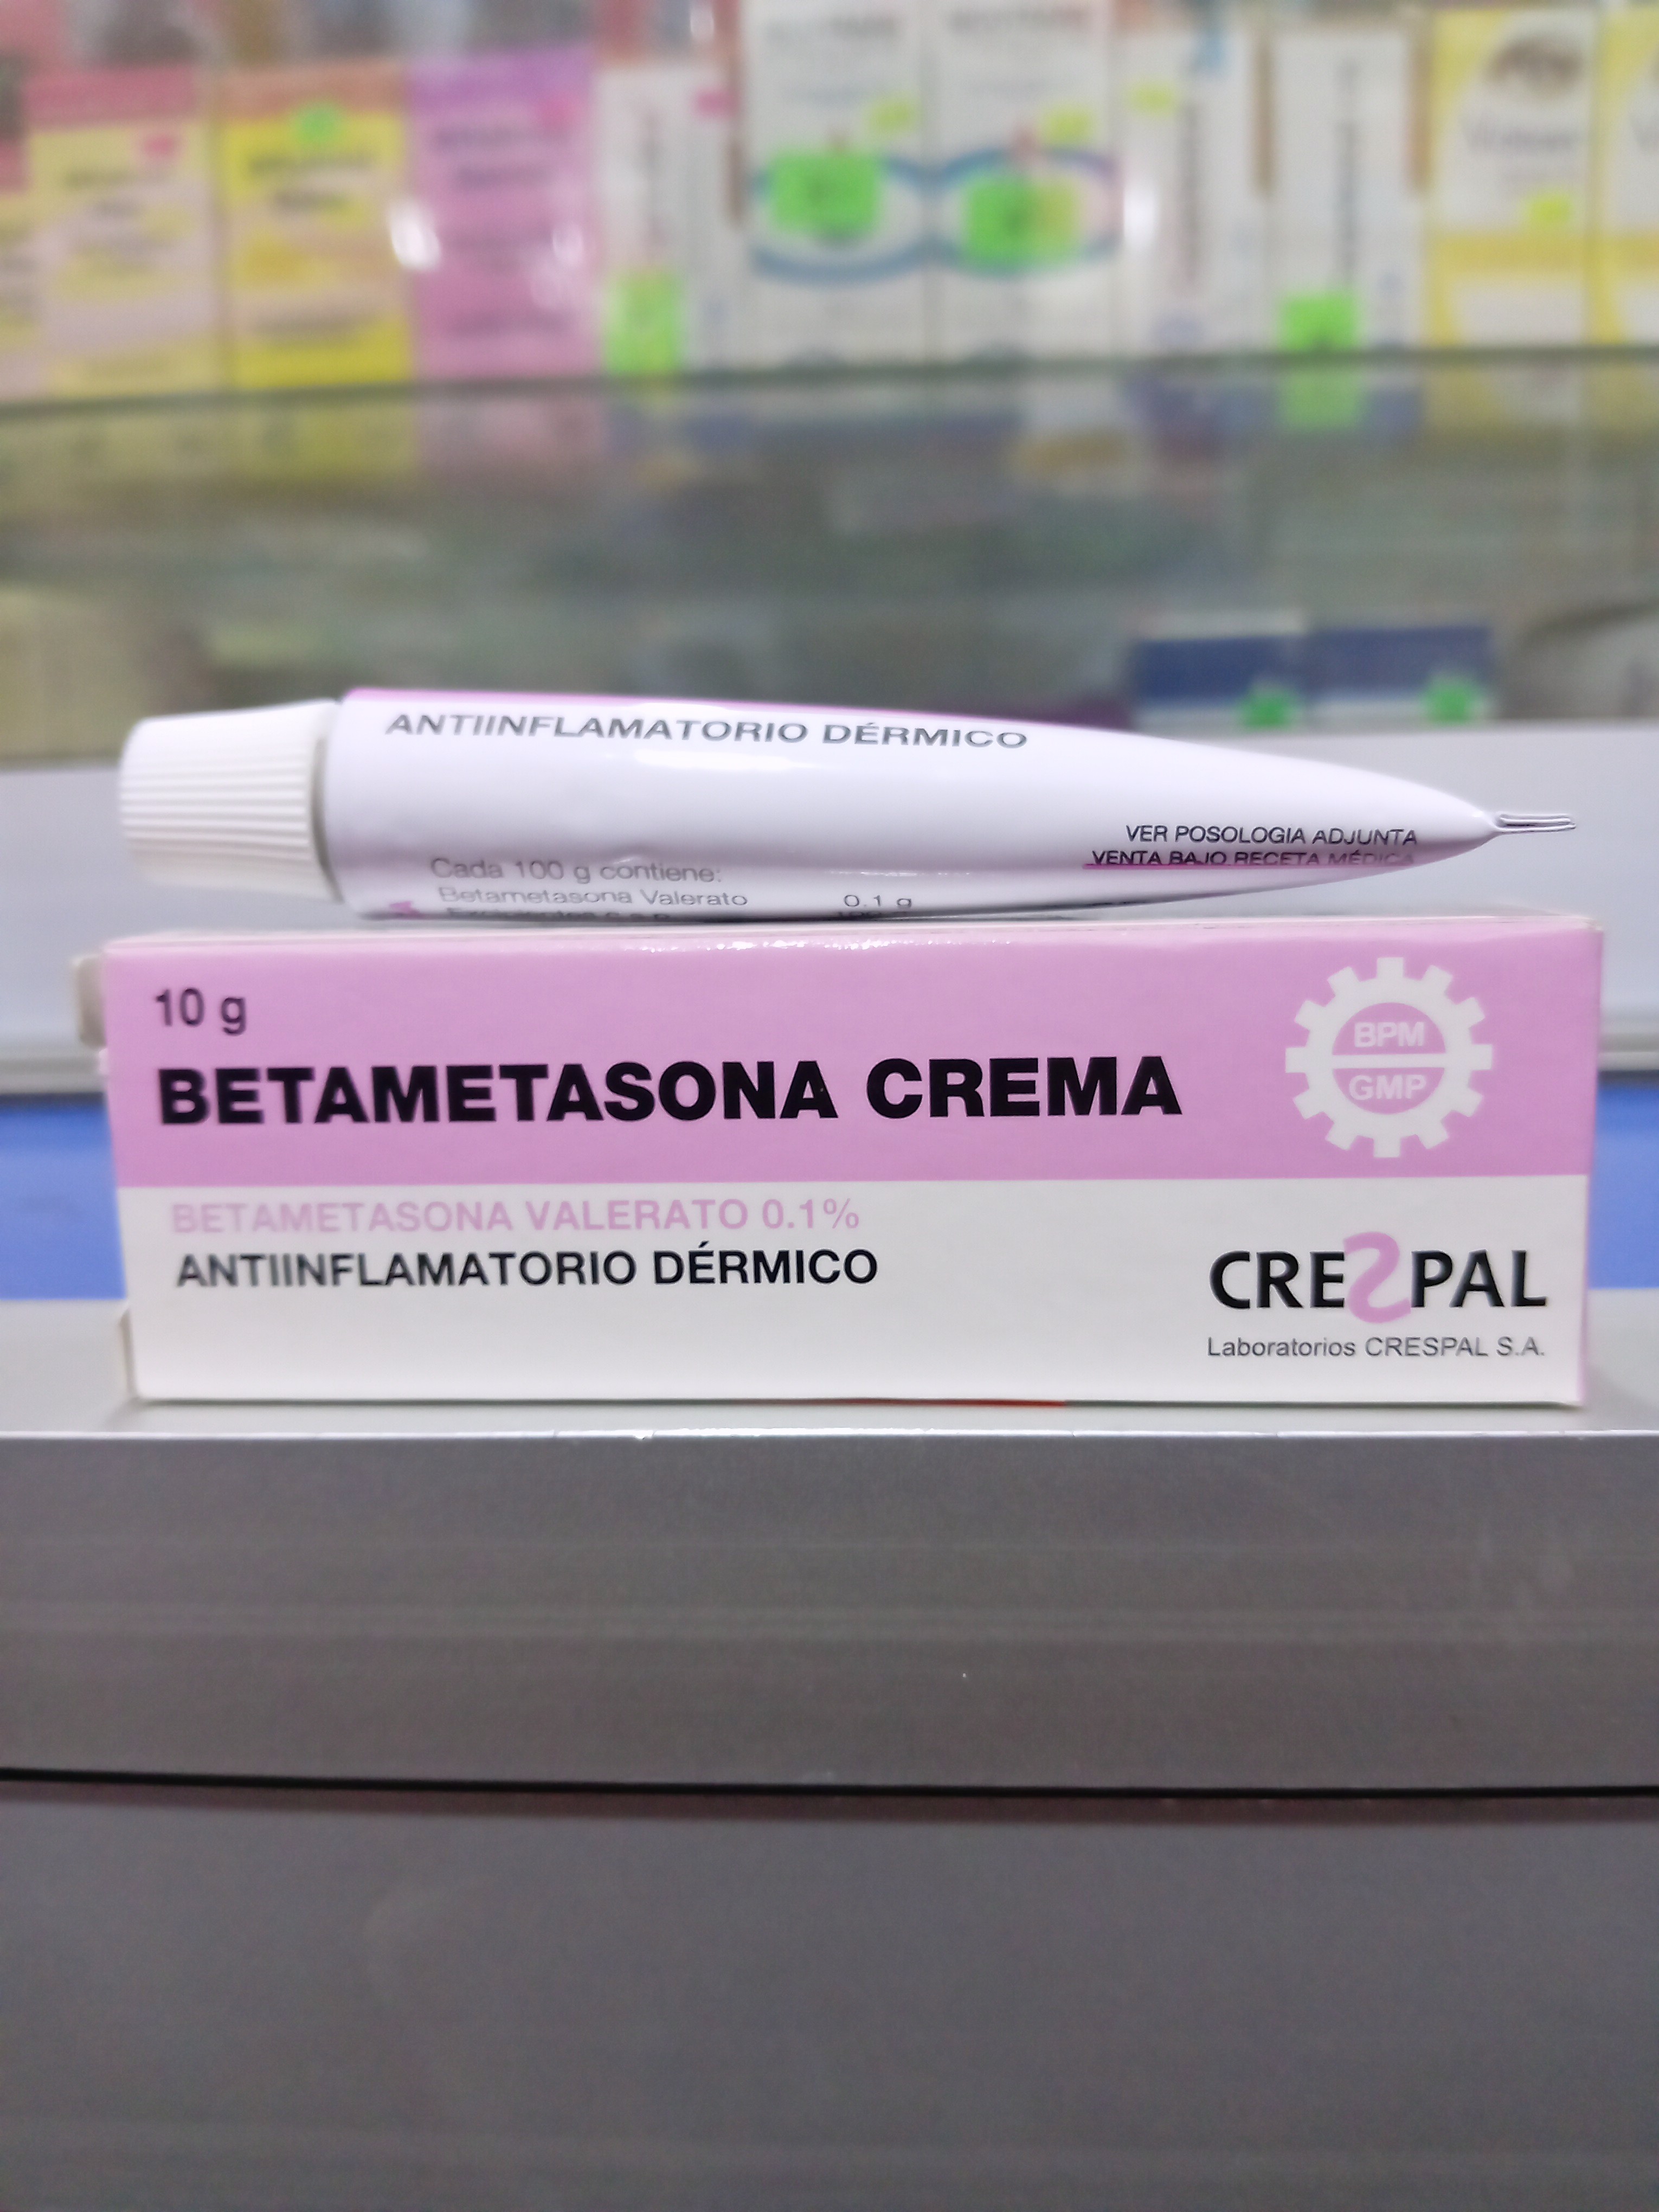 ANTIINFLAMATORIO DÉRMICO
VER POSOLOGIA ADJUNTA
VENTA BAJO RECETA MÉDICA
Cada 100 g contiene:
Betametasona Valerato 0.1 g
10 g
BETAMETASONA CREMA
BPM
GMP
BETAMETASONA VALERATO 0.1%
ANTIINFLAMATORIO DÉRMICO
CRESPAL
Laboratorios CRESPAL S.A.